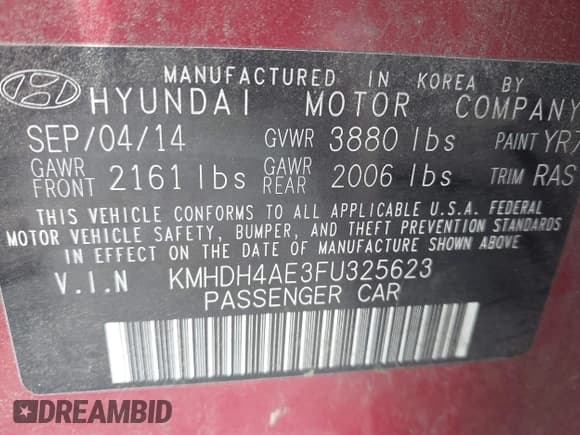 MANUFACTURED IN KOREA BY
HYUNDAI MOTOR COMPANY
SEP/04/14 GVWR 3880 lbs PAINT YR7
GAWR FRONT 2161 lbs GAWR REAR 2006 lbs TRIM RAS
THIS VEHICLE CONFORMS TO ALL APPLICABLE U.S.A. FEDERAL
MOTOR VEHICLE SAFETY, BUMPER, AND THEFT PREVENTION STANDARDS
IN EFFECT ON THE DATE OF MANUFACTURE SHOWN ABOVE
V.I.N KMHDH4AE3FU325623
PASSENGER CAR
DREAMBID